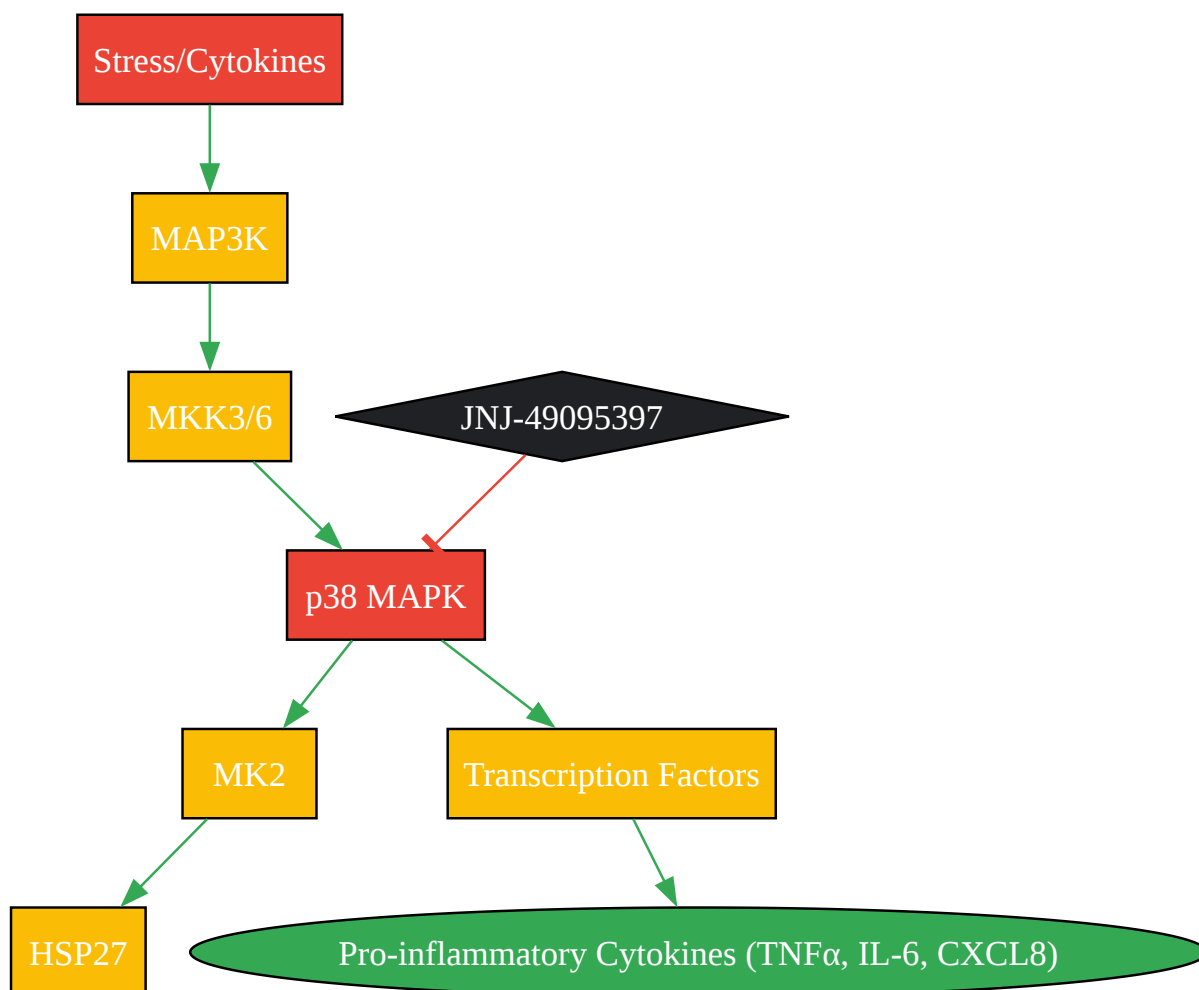 Stress/Cytokines
MAP3K
MKK3/6
JNJ-49095397
p38 MAPK
MK2
Transcription Factors
HSP27
Pro-inflammatory Cytokines (TNFα, IL-6, CXCL8)